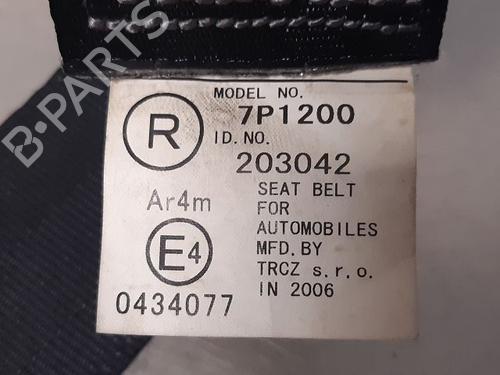 MODEL NO.
7P1200
R
ID.NO.
203042
Ar4m
SEAT BELT
FOR
AUTOMOBILES
E4
MFD.BY
TRCZ s.r.o.
0434077
IN 2006
B-PARTS